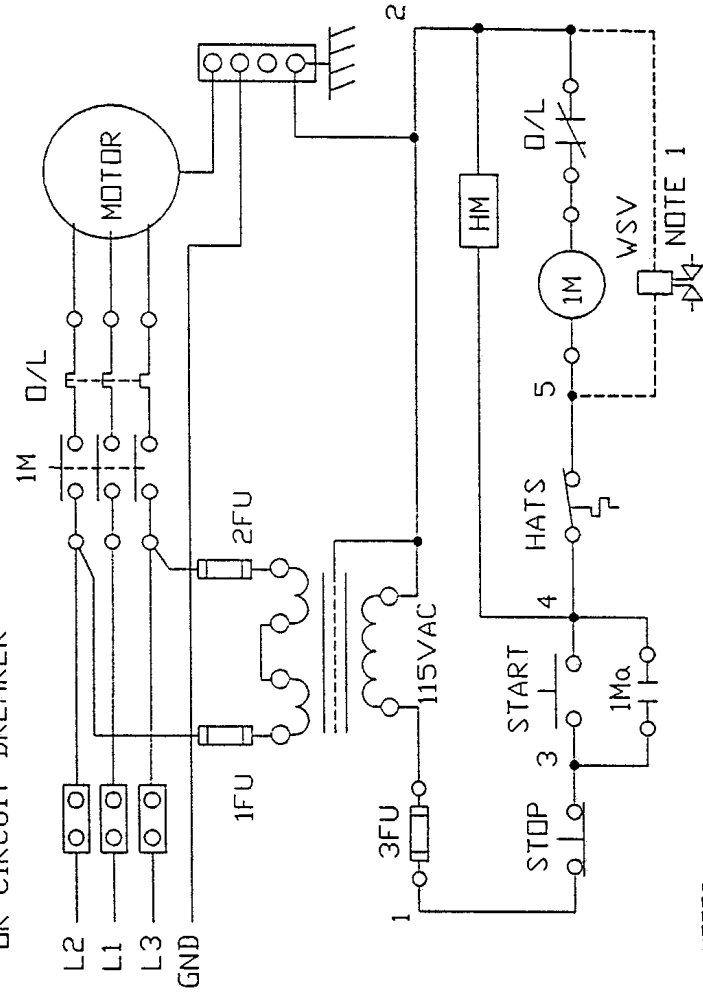 OR CIRCUIT BREAKER
L2
L1
L3
GND
1M
O/L
MOTOR
1FU
2FU
115VAC
3FU
1
2
STOP
3
START
1Ma
4
HATS
5
HM
1M
O/L
WSV
NOTE 1